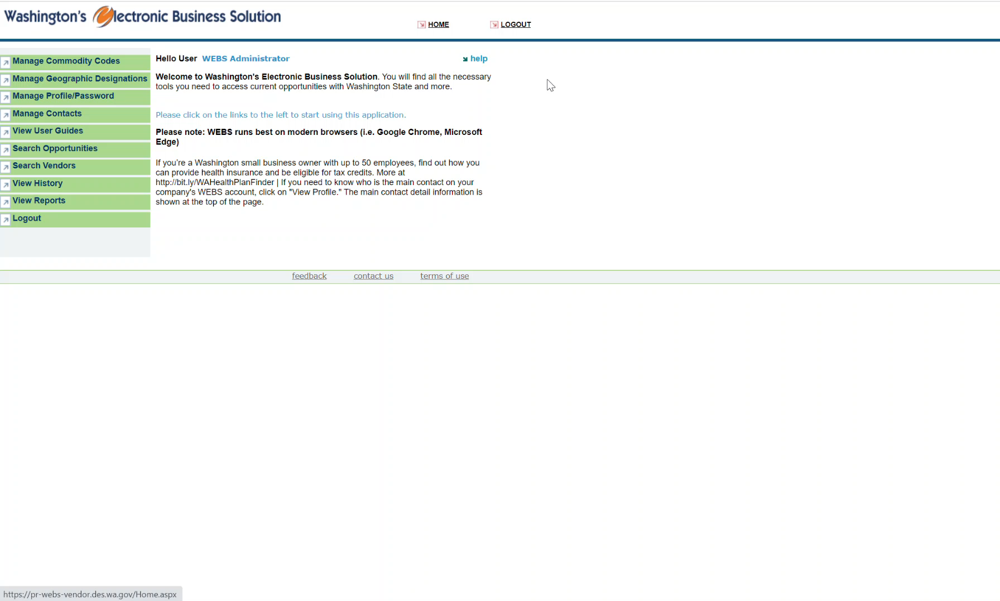 Washington's Electronic Business Solution
HOME
LOGOUT
Manage Commodity Codes
Manage Geographic Designations
Manage Profile/Password
Manage Contacts
View User Guides
Search Opportunities
Search Vendors
View History
View Reports
Logout
Hello User WEBS Administrator
help
Welcome to Washington's Electronic Business Solution. You will find all the necessary
tools you need to access current opportunities with Washington State and more.
Please click on the links to the left to start using this application.
Please note: WEBS runs best on modern browsers (i.e. Google Chrome, Microsoft
Edge)
If you're a Washington small business owner with up to 50 employees, find out how you
can provide health insurance and be eligible for tax credits. More at
http://bit.ly/WAHealthPlanFinder | If you need to know who is the main contact on your
company's WEBS account, click on "View Profile." The main contact detail information is
shown at the top of the page.
feedback
contact us
terms of use
https://pr-webs-vendor.des.wa.gov/Home.aspx